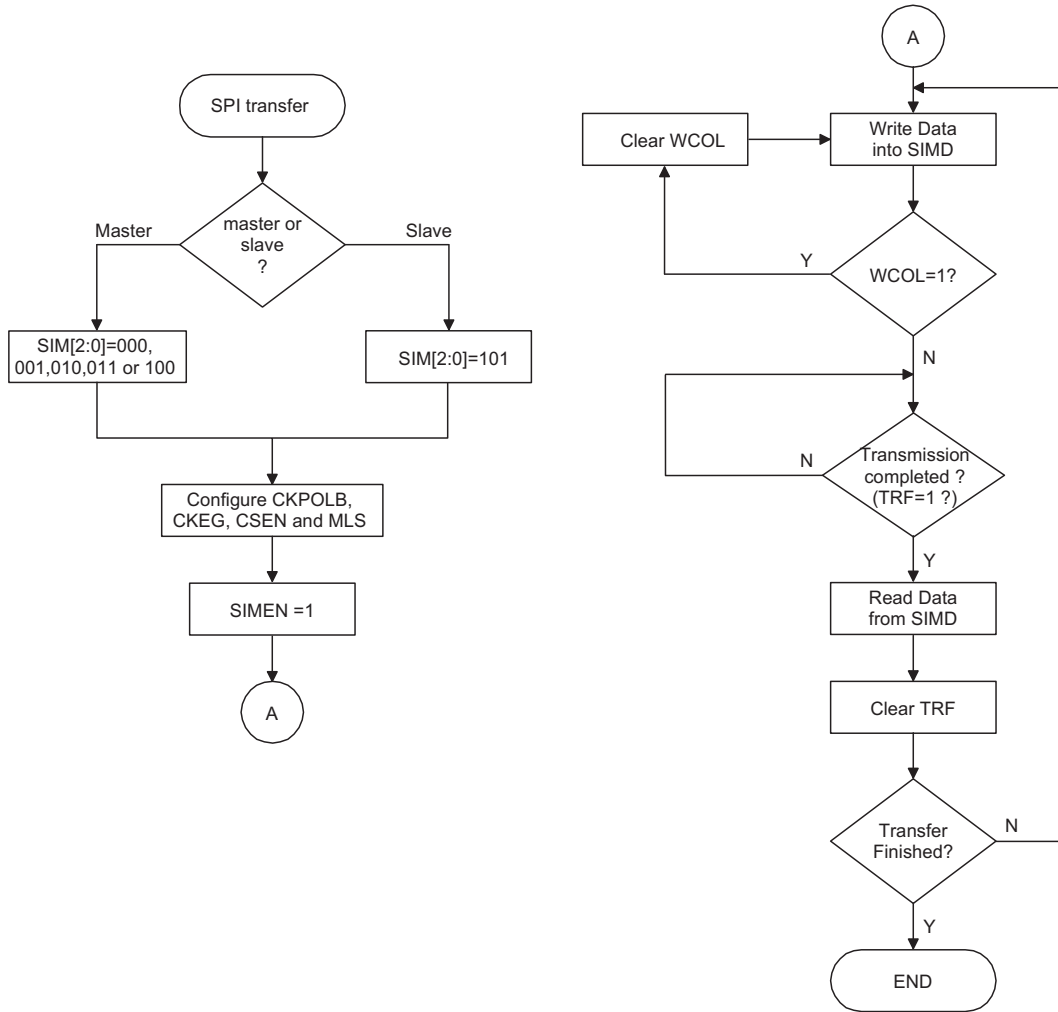 SPI transfer
master or
slave
?
Master
Slave
SIM[2:0]=000,
001,010,011 or 100
SIM[2:0]=101
Configure CKPOLB,
CKEG, CSEN and MLS
SIMEN =1
A
A
Clear WCOL
Write Data
into SIMD
Y
WCOL=1?
N
N
Transmission
completed ?
(TRF=1 ?)
Y
Read Data
from SIMD
Clear TRF
Transfer
Finished?
N
Y
END